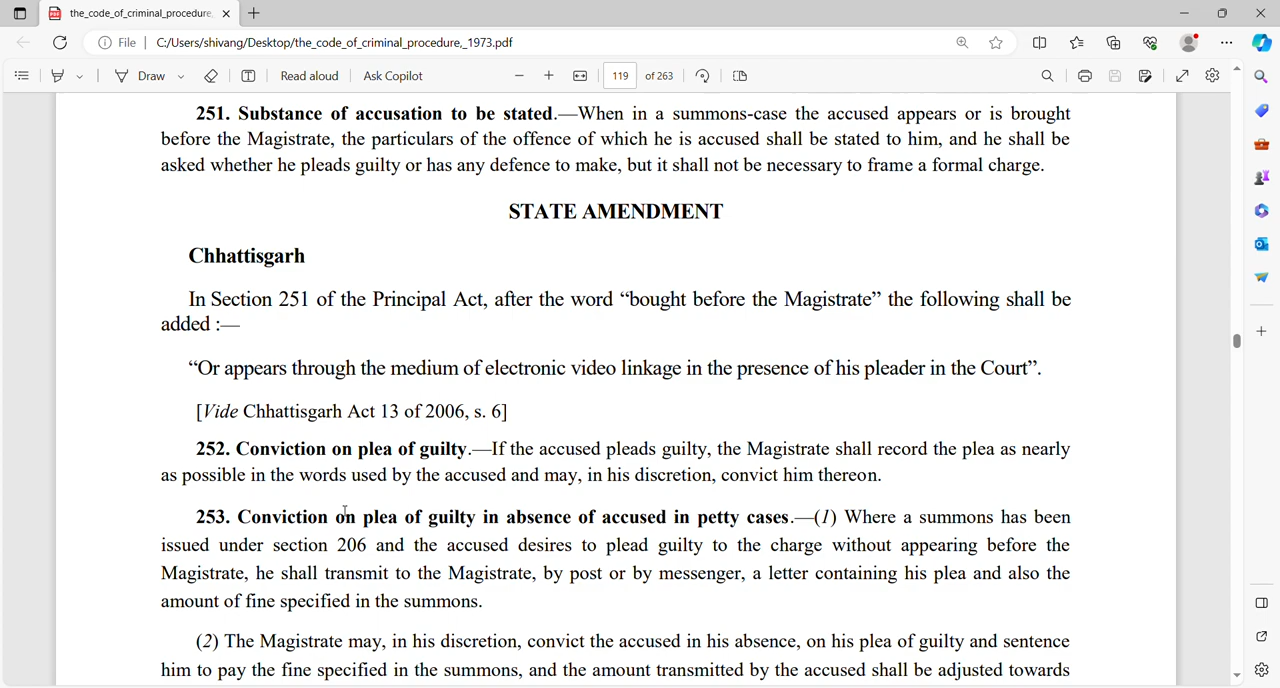 the_code_of_criminal_procedure,
File C:/Users/shivang/Desktop/the_code_of_criminal_procedure,_1973.pdf
Draw Read aloud Ask Copilot 119 of 263
251. Substance of accusation to be stated.—When in a summons-case the accused appears or is brought
before the Magistrate, the particulars of the offence of which he is accused shall be stated to him, and he shall be
asked whether he pleads guilty or has any defence to make, but it shall not be necessary to frame a formal charge.
STATE AMENDMENT
Chhattisgarh
In Section 251 of the Principal Act, after the word “bought before the Magistrate” the following shall be
added :—
“Or appears through the medium of electronic video linkage in the presence of his pleader in the Court”.
[Vide Chhattisgarh Act 13 of 2006, s. 6]
252. Conviction on plea of guilty.—If the accused pleads guilty, the Magistrate shall record the plea as nearly
as possible in the words used by the accused and may, in his discretion, convict him thereon.
253. Conviction on plea of guilty in absence of accused in petty cases.—(1) Where a summons has been
issued under section 206 and the accused desires to plead guilty to the charge without appearing before the
Magistrate, he shall transmit to the Magistrate, by post or by messenger, a letter containing his plea and also the
amount of fine specified in the summons.
(2) The Magistrate may, in his discretion, convict the accused in his absence, on his plea of guilty and sentence
him to pay the fine specified in the summons, and the amount transmitted by the accused shall be adjusted towards